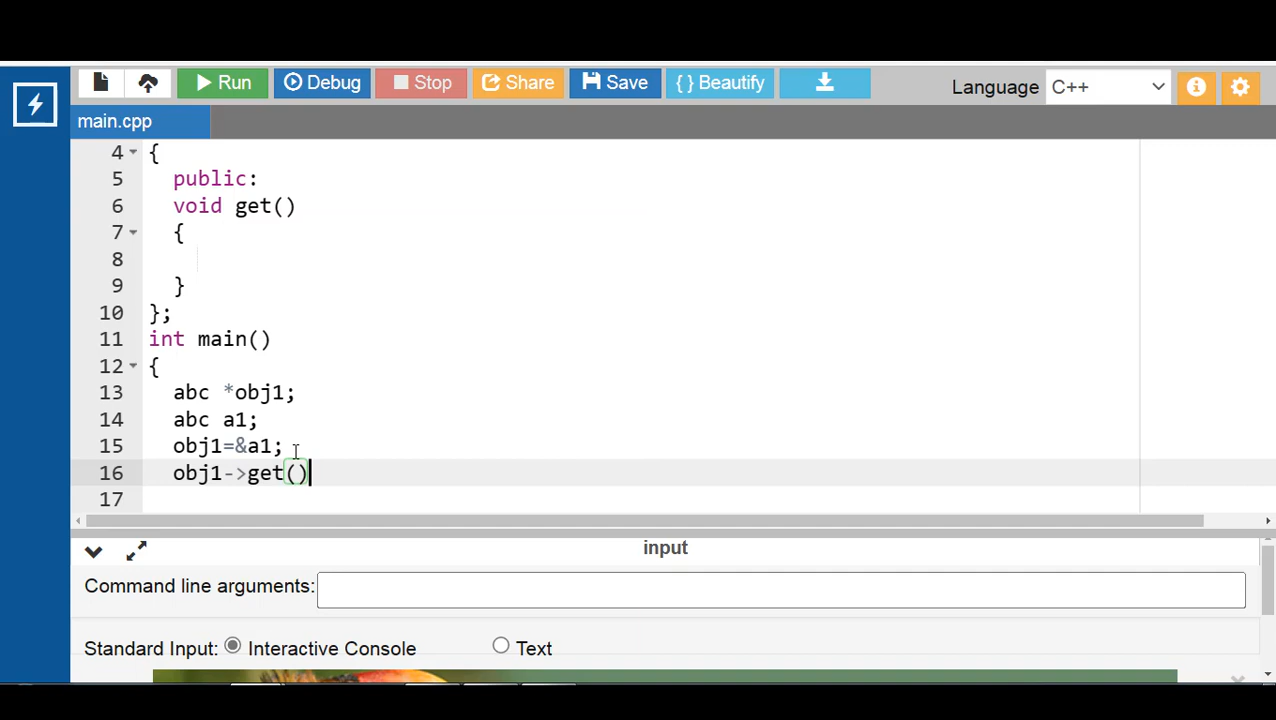 Run Debug Stop Share Save { } Beautify Language C++
main.cpp
4 {
5 public:
6 void get()
7 {
8
9 }
10 };
11 int main()
12 {
13 abc *obj1;
14 abc a1;
15 obj1=&a1;
16 obj1->get()
17
input
Command line arguments:
Standard Input: Interactive Console Text